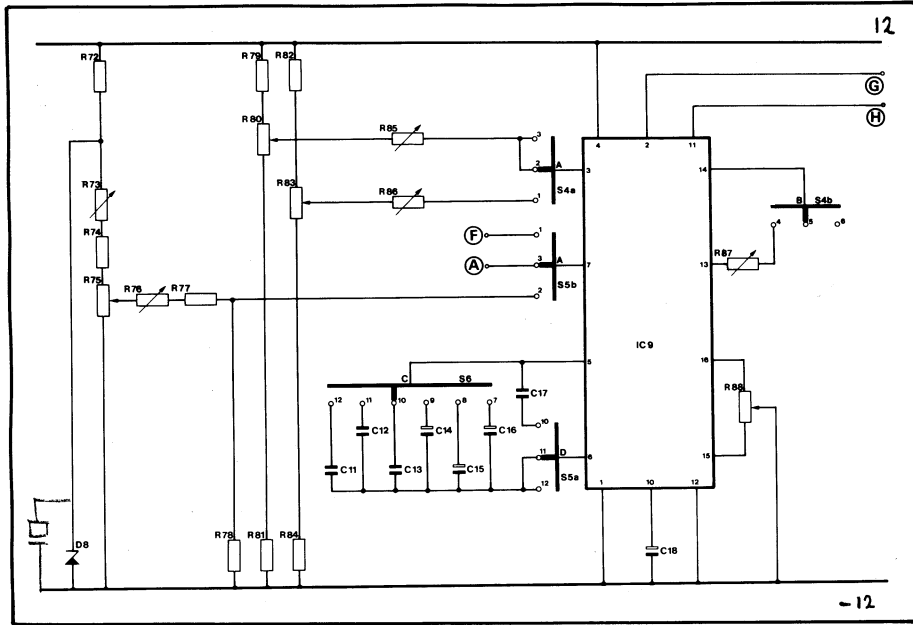 12
R72
R79
R82
G
H
R80
R85
3
4
2
11
2
A
3
14
S4a
B
S4b
R73
R83
R86
1
4
5
6
F
1
R74
R87
A
3
A
7
13
R75
R76
R77
S5b
2
IC9
5
16
C
S6
C17
R88
12
11
10
9
8
7
10
C12
C14
C16
11
D
6
15
C11
C13
C15
S5a
12
1
10
12
D8
R78
R81
R84
C18
-12